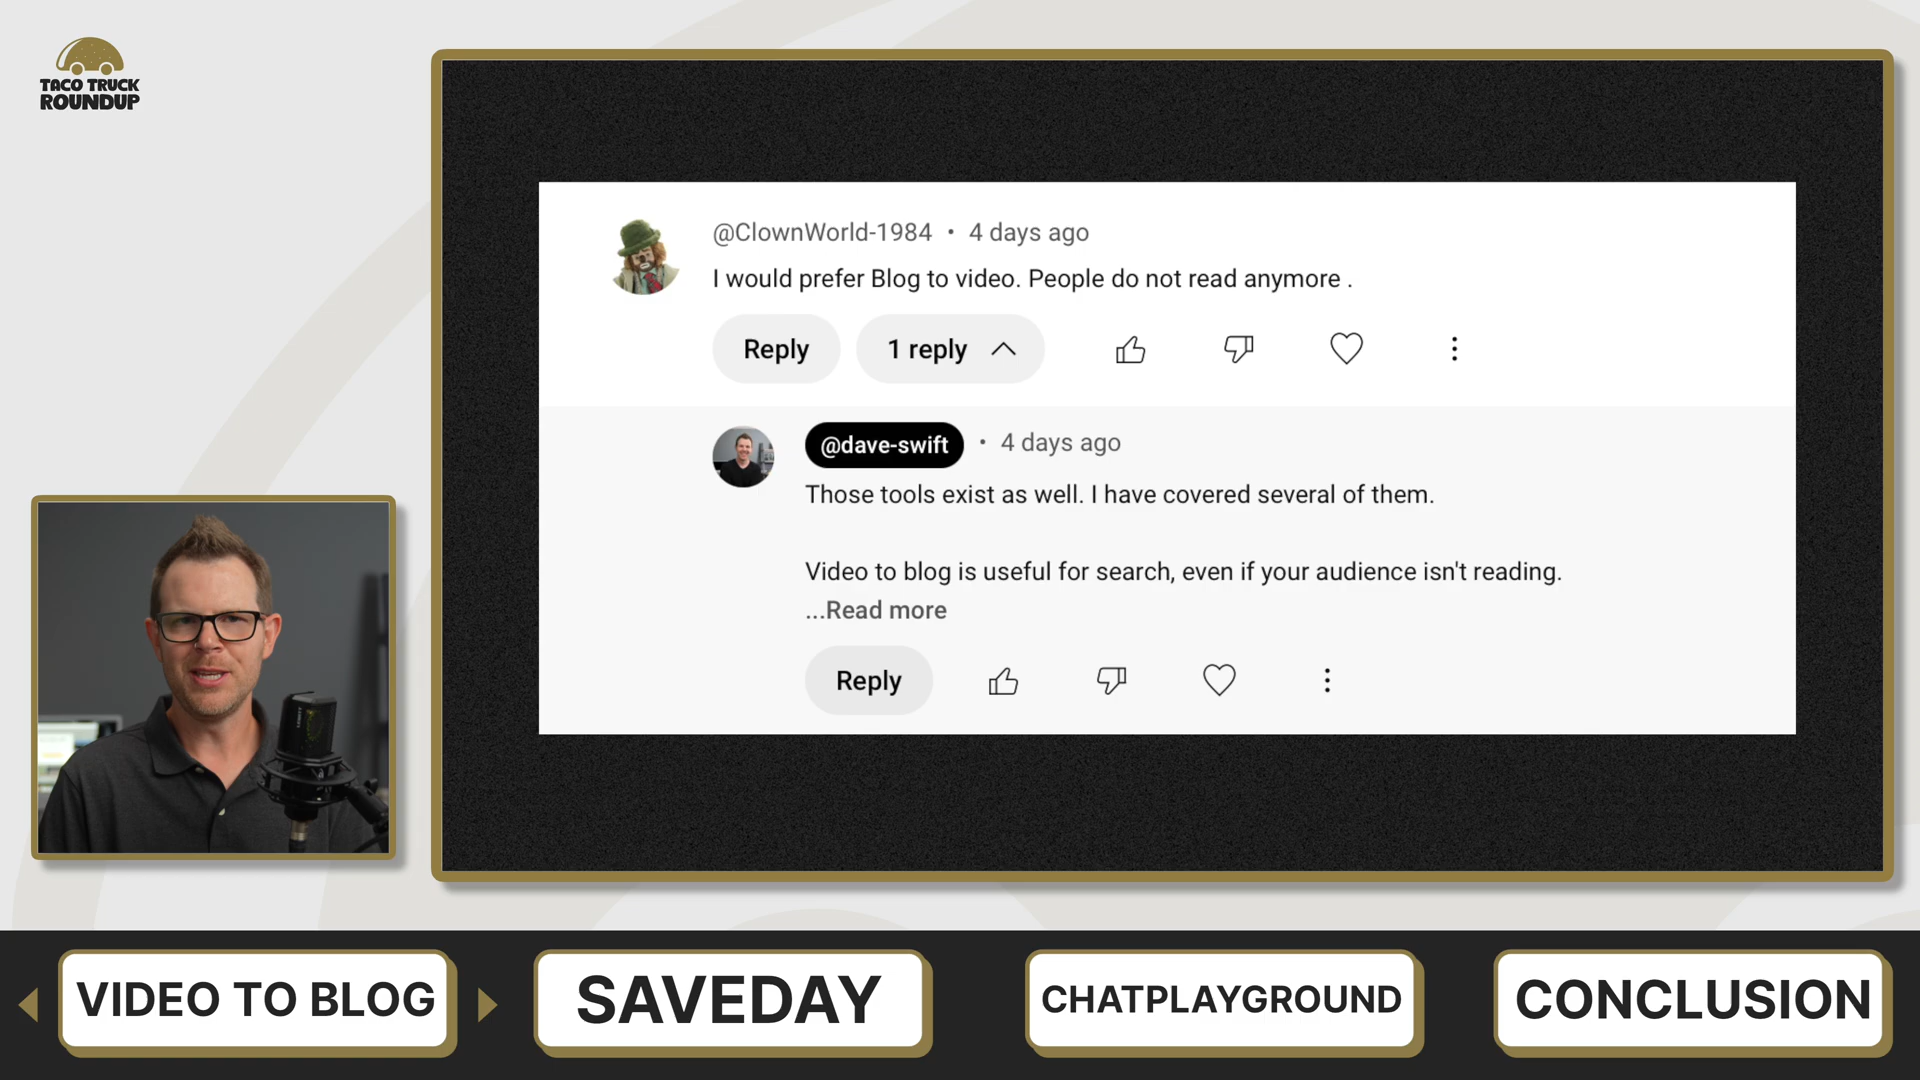 TACO TRUCK
ROUNDUP
@ClownWorld-1984 • 4 days ago
I would prefer Blog to video. People do not read anymore .
Reply 1 reply
@dave-swift • 4 days ago
Those tools exist as well. I have covered several of them.
Video to blog is useful for search, even if your audience isn't reading.
...Read more
Reply
VIDEO TO BLOG SAVEDAY CHATPLAYGROUND CONCLUSION